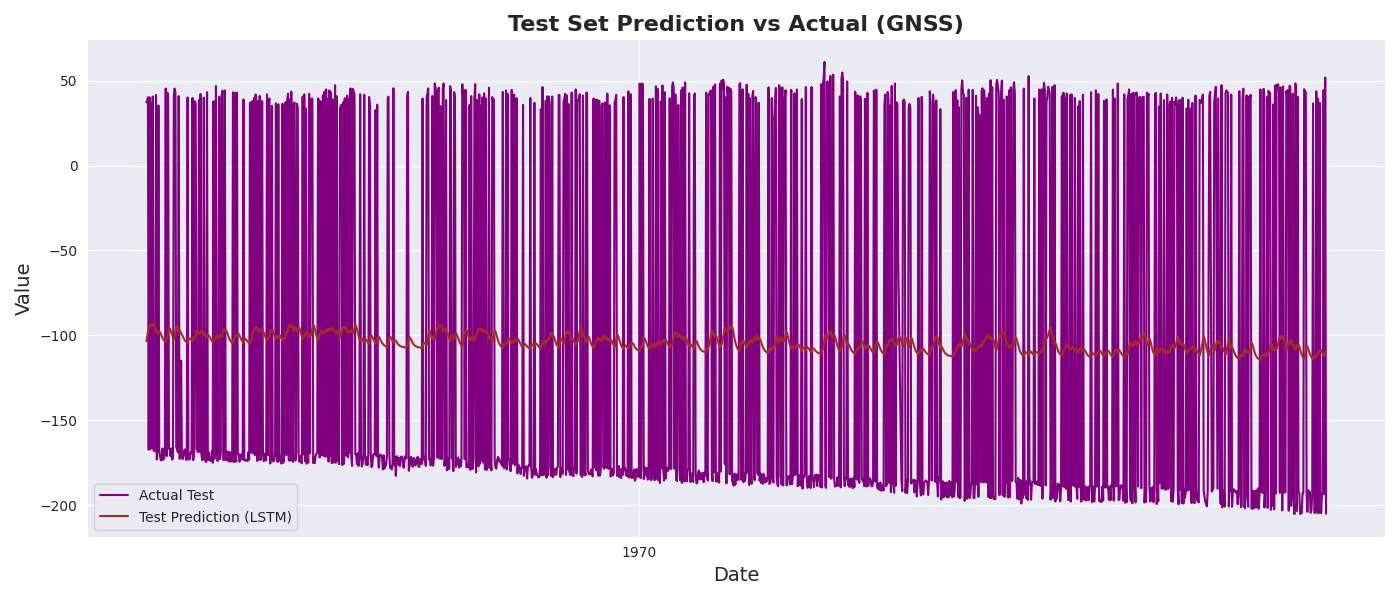 Test Set Prediction vs Actual (GNSS)
Value
50
0
−50
−100
−150
−200
Actual Test
Test Prediction (LSTM)
1970
Date